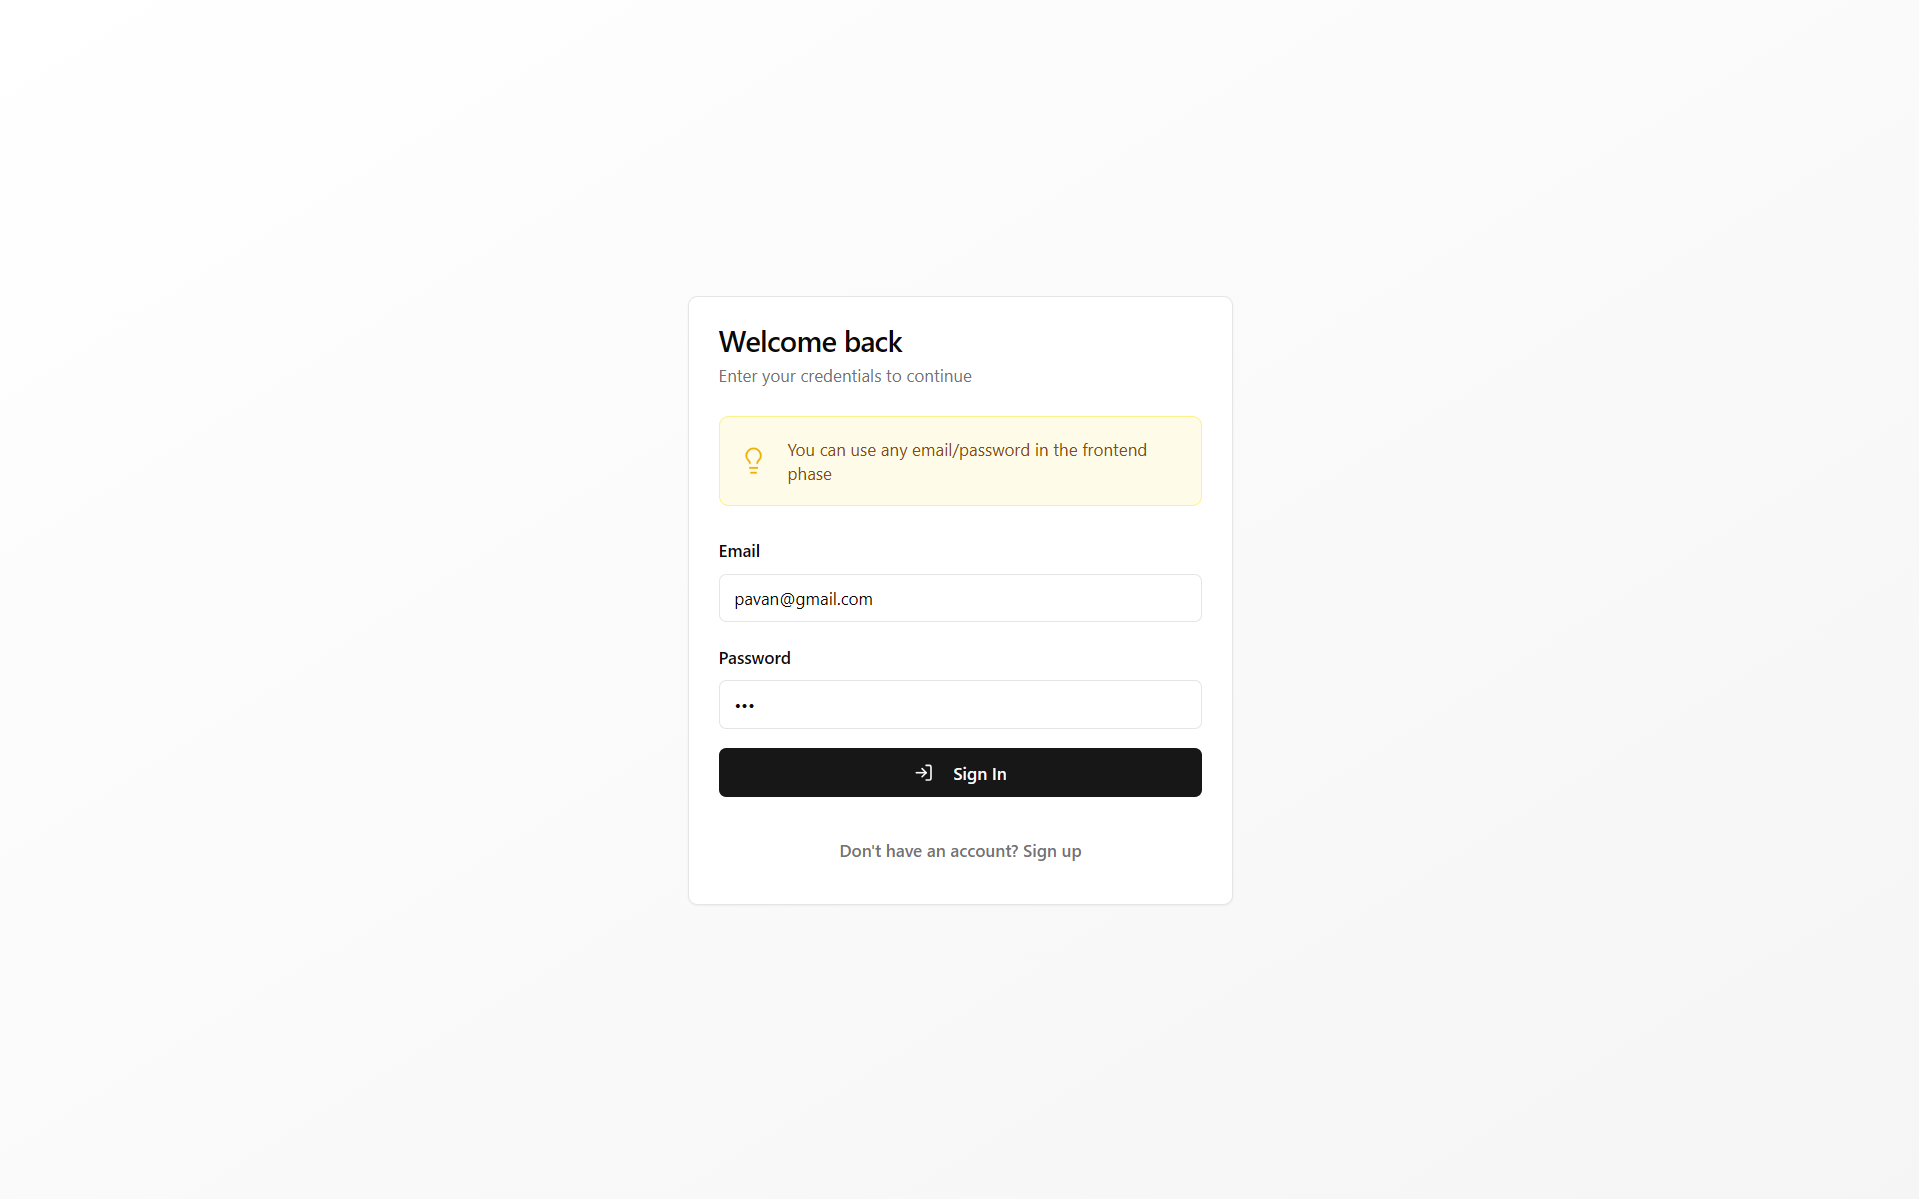 Welcome back
Enter your credentials to continue
You can use any email/password in the frontend
phase
Email
pavan@gmail.com
Password
•••
Sign In
Don't have an account? Sign up